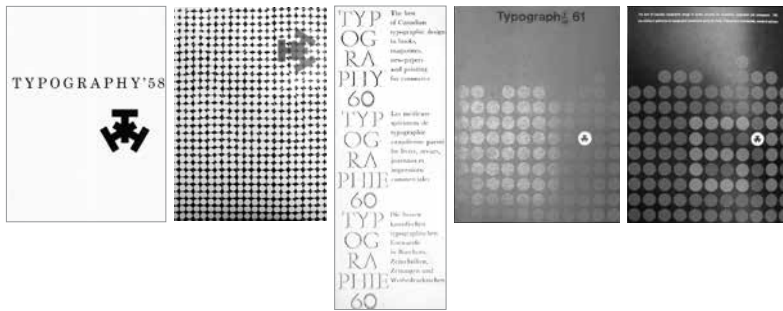 TYPOGRAPHY'58
TYP
OG
RA
PHY
60
The best
of Canadian
typographic design
in books,
magazines,
newspapers
and printing
for commerce
TYP
OG
RA
PHIE
60
Les meilleurs
spécimens de
typographie
canadienne parmi
les livres, revues,
journaux et
impressions
commerciales
TYP
OG
RA
PHIE
60
Die besten
kanadischen
typographischen
Entwürfe
in Büchern,
Zeitschriften,
Zeitungen und
Werbedrucksachen
Typography 61